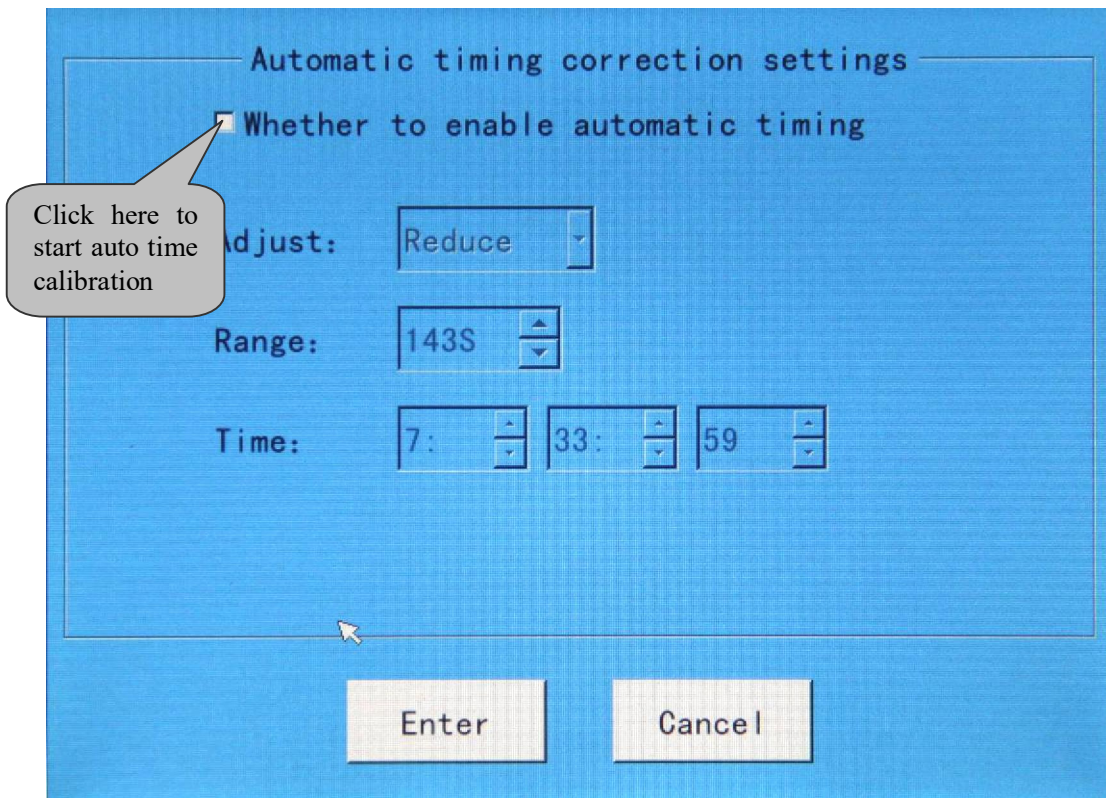 Automatic timing correction settings
Whether to enable automatic timing
Click here to
start auto time
calibration
Adjust:
Reduce
Range:
143S
Time:
7:
33:
59
Enter
Cancel